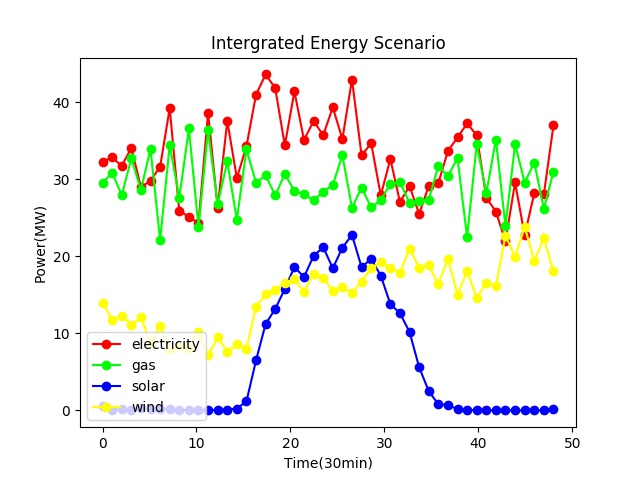 Intergrated Energy Scenario
Power(MW)
40
30
20
10
0
electricity
gas
solar
wind
0 10 20 30 40 50
Time(30min)